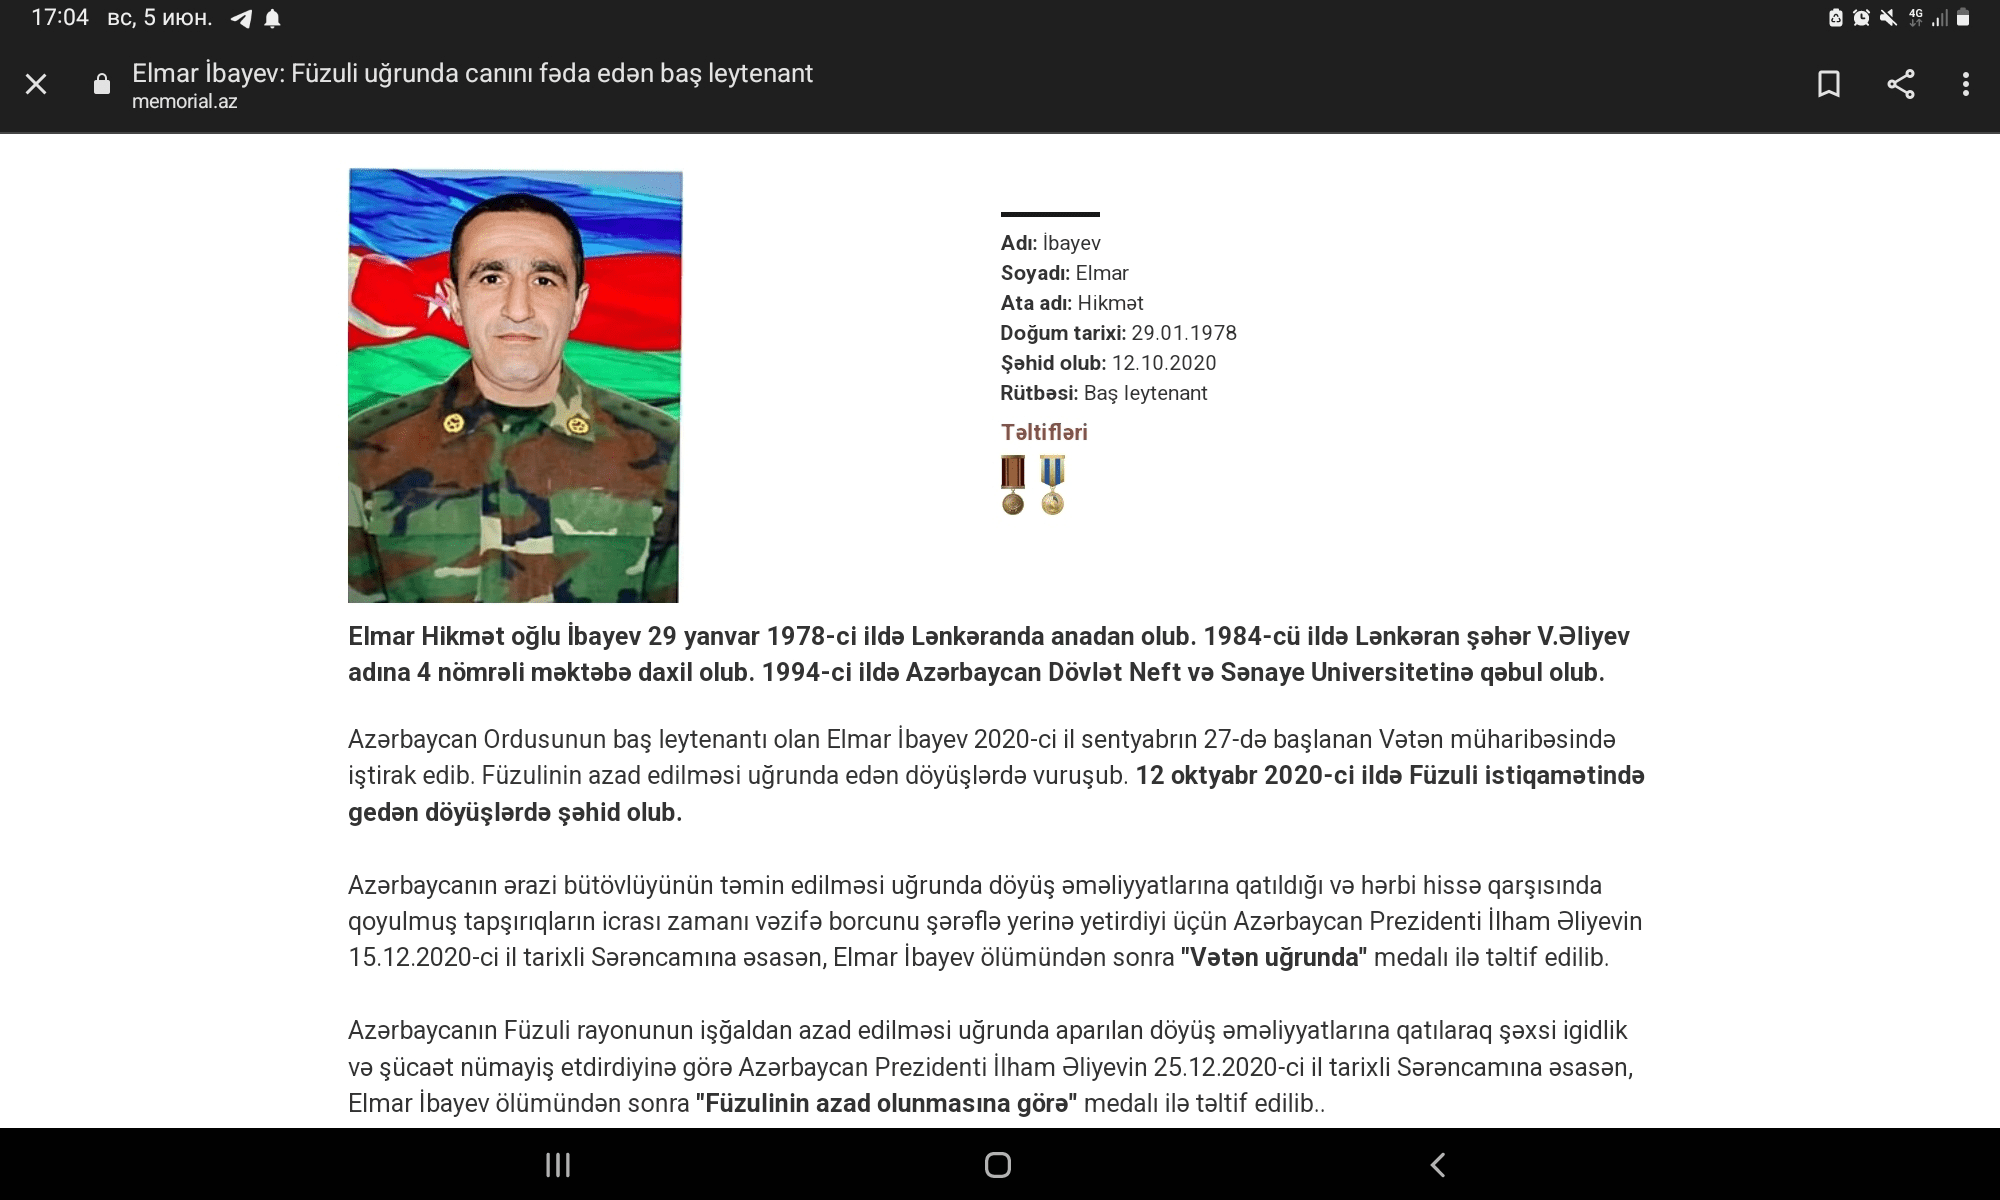 17:04 вс, 5 июн.
4G
Elmar İbayev: Füzuli uğrunda canını fəda edən baş leytenant
memorial.az
Adı: İbayev
Soyadı: Elmar
Ata adı: Hikmət
Doğum tarixi: 29.01.1978
Şəhid olub: 12.10.2020
Rütbəsi: Baş leytenant
Təltifləri
Elmar Hikmət oğlu İbayev 29 yanvar 1978-ci ildə Lənkəranda anadan olub. 1984-cü ildə Lənkəran şəhər V.Əliyev
adına 4 nömrəli məktəbə daxil olub. 1994-ci ildə Azərbaycan Dövlət Neft və Sənaye Universitetinə qəbul olub.
Azərbaycan Ordusunun baş leytenantı olan Elmar İbayev 2020-ci il sentyabrın 27-də başlanan Vətən müharibəsində
iştirak edib. Füzulinin azad edilməsi uğrunda edən döyüşlərdə vuruşub. 12 oktyabr 2020-ci ildə Füzuli istiqamətində
gedən döyüşlərdə şəhid olub.
Azərbaycanın ərazi bütövlüyünün təmin edilməsi uğrunda döyüş əməliyyatlarına qatıldığı və hərbi hissə qarşısında
qoyulmuş tapşırıqların icrası zamanı vəzifə borcunu şərəflə yerinə yetirdiyi üçün Azərbaycan Prezidenti İlham Əliyevin
15.12.2020-ci il tarixli Sərəncamına əsasən, Elmar İbayev ölümündən sonra "Vətən uğrunda" medalı ilə təltif edilib.
Azərbaycanın Füzuli rayonunun işğaldan azad edilməsi uğrunda aparılan döyüş əməliyyatlarına qatılaraq şəxsi igidlik
və şücaət nümayiş etdirdiyinə görə Azərbaycan Prezidenti İlham Əliyevin 25.12.2020-ci il tarixli Sərəncamına əsasən,
Elmar İbayev ölümündən sonra "Füzulinin azad olunmasına görə" medalı ilə təltif edilib..